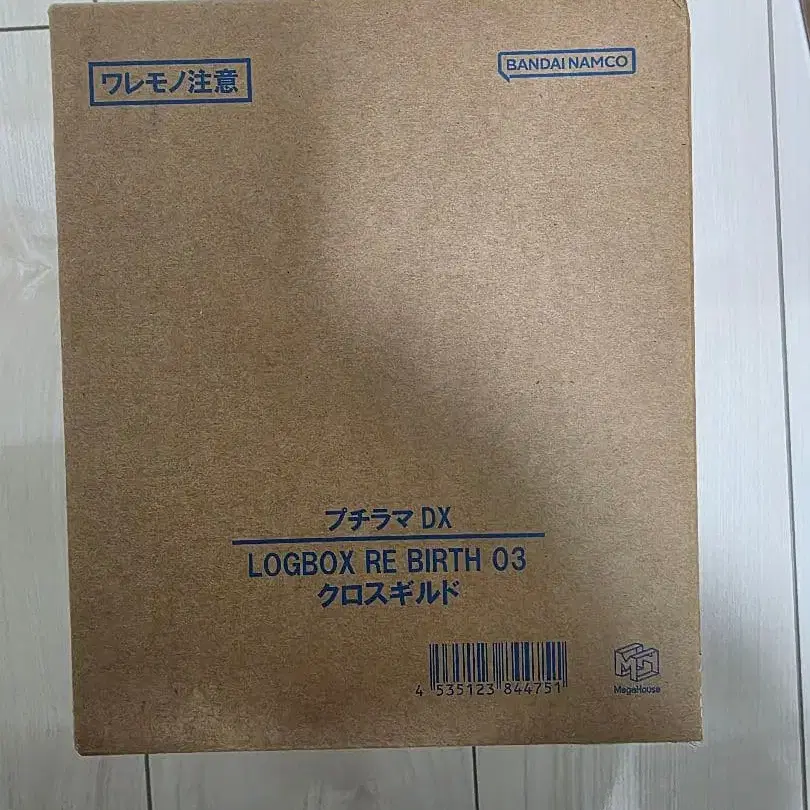 ワレモノ注意
BANDAI NAMCO
プチラマ DX
LOGBOX RE BIRTH 03
クロスギルド
4 535123 844751
MegaHouse